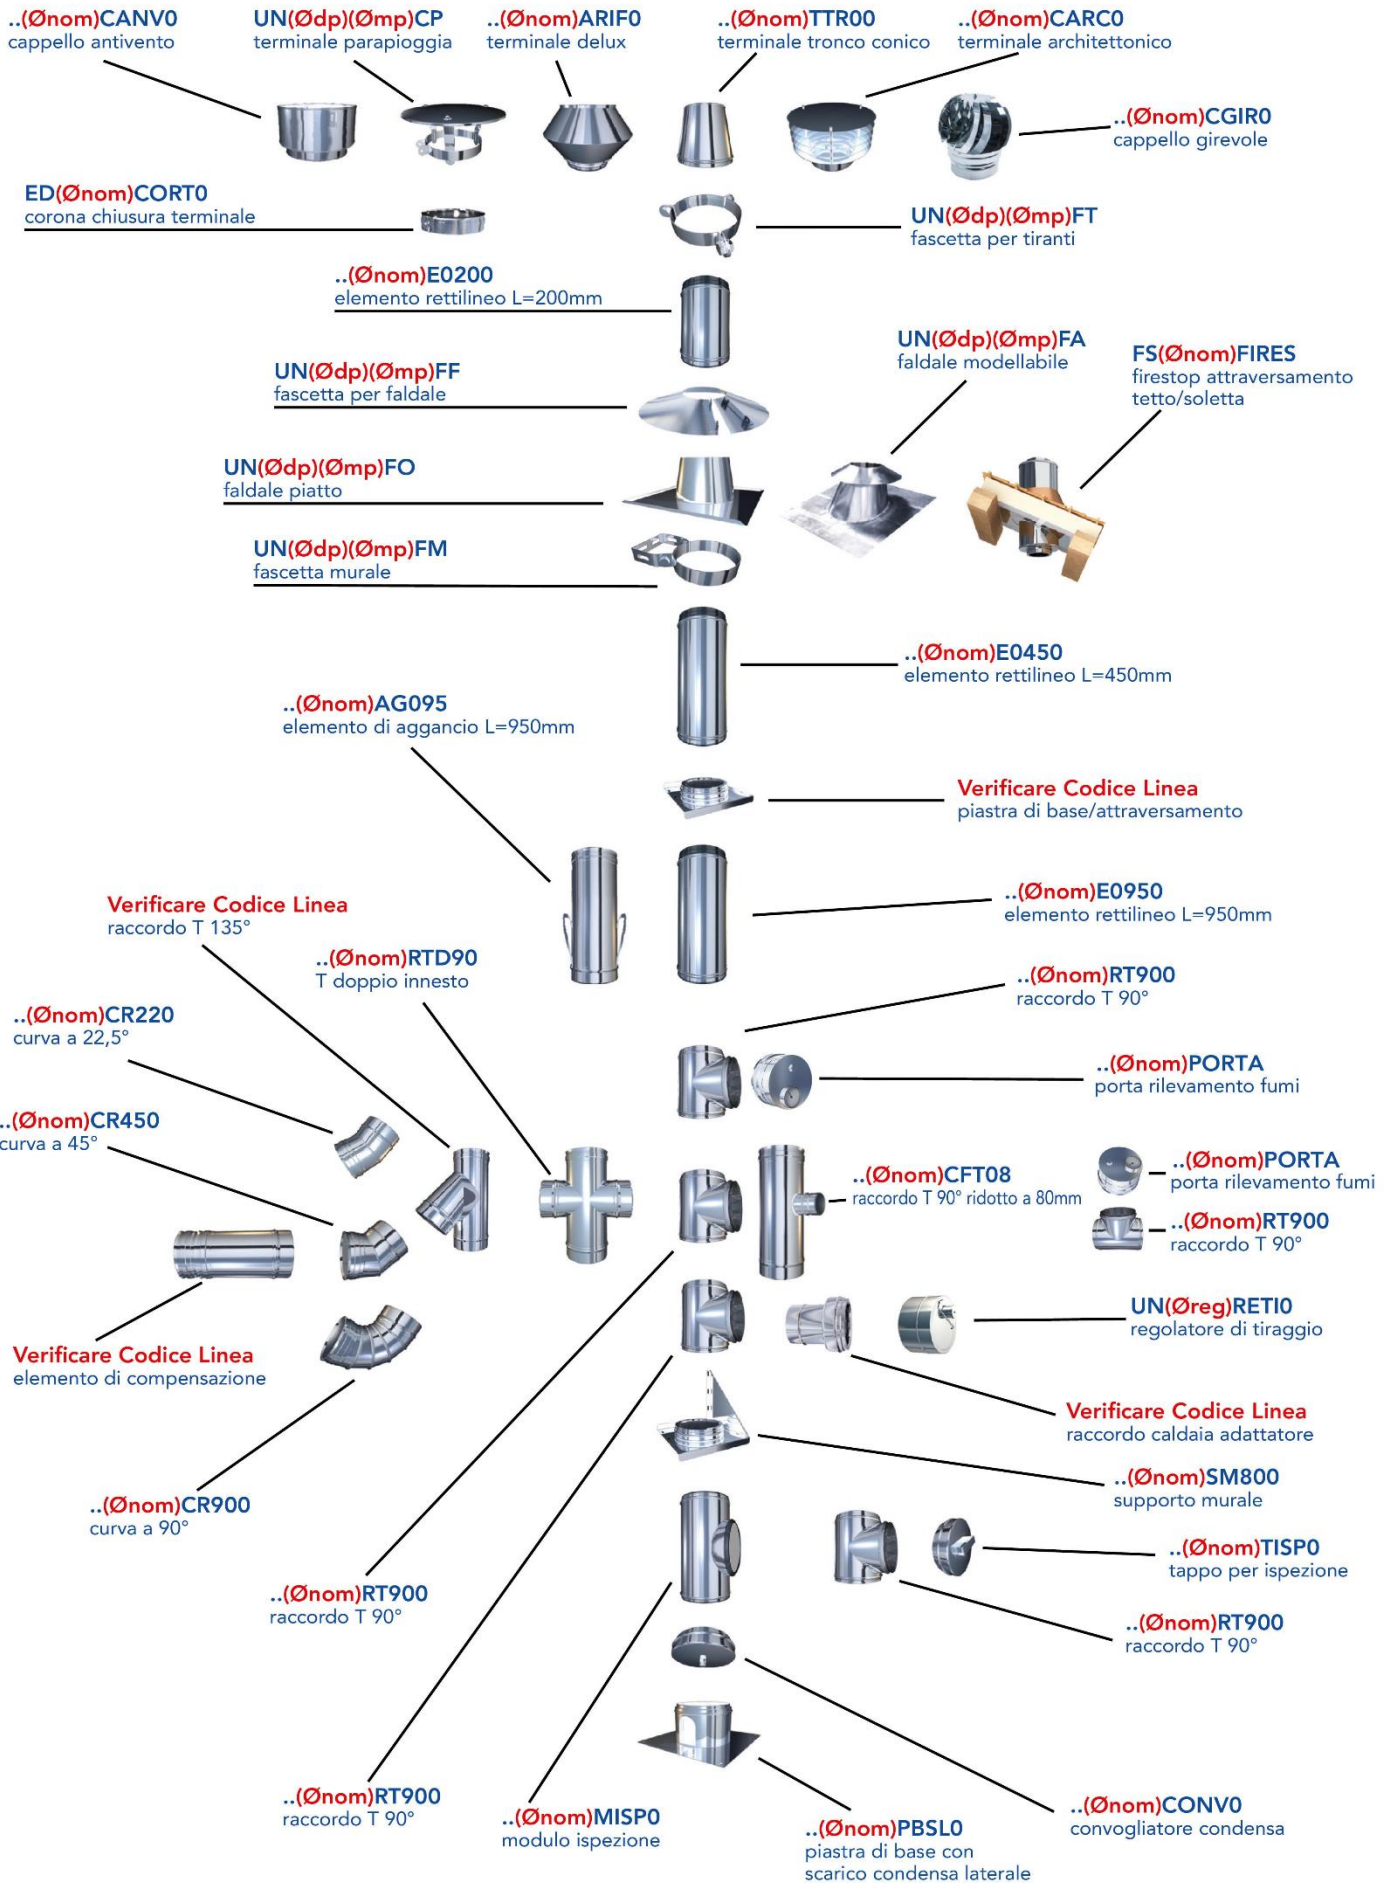 ..(Ønom)CANV0
cappello antivento
UN(Ødp)(Ømp)CP
terminale parapioggia
..(Ønom)ARIF0
terminale delux
..(Ønom)TTR00
terminale tronco conico
..(Ønom)CARC0
terminale architettonico
..(Ønom)CGIR0
cappello girevole
ED(Ønom)CORT0
corona chiusura terminale
UN(Ødp)(Ømp)FT
fascetta per tiranti
..(Ønom)E0200
elemento rettilineo L=200mm
UN(Ødp)(Ømp)FA
faldale modellabile
FS(Ønom)FIRES
firestop attraversamento
tetto/soletta
UN(Ødp)(Ømp)FF
fascetta per faldale
UN(Ødp)(Ømp)FO
faldale piatto
UN(Ødp)(Ømp)FM
fascetta murale
..(Ønom)E0450
elemento rettilineo L=450mm
..(Ønom)AG095
elemento di aggancio L=950mm
Verificare Codice Linea
piastra di base/attraversamento
Verificare Codice Linea
raccordo T 135°
..(Ønom)E0950
elemento rettilineo L=950mm
..(Ønom)RTD90
T doppio innesto
..(Ønom)RT900
raccordo T 90°
..(Ønom)CR220
curva a 22,5°
..(Ønom)PORTA
porta rilevamento fumi
..(Ønom)CR450
curva a 45°
..(Ønom)CFT08
raccordo T 90° ridotto a 80mm
..(Ønom)PORTA
porta rilevamento fumi
..(Ønom)RT900
raccordo T 90°
UN(Øreg)RETI0
regolatore di tiraggio
Verificare Codice Linea
elemento di compensazione
Verificare Codice Linea
raccordo caldaia adattatore
..(Ønom)SM800
supporto murale
..(Ønom)CR900
curva a 90°
..(Ønom)TISP0
tappo per ispezione
..(Ønom)RT900
raccordo T 90°
..(Ønom)RT900
raccordo T 90°
..(Ønom)RT900
raccordo T 90°
..(Ønom)MISP0
modulo ispezione
..(Ønom)PBSL0
piastra di base con
scarico condensa laterale
..(Ønom)CONV0
convogliatore condensa